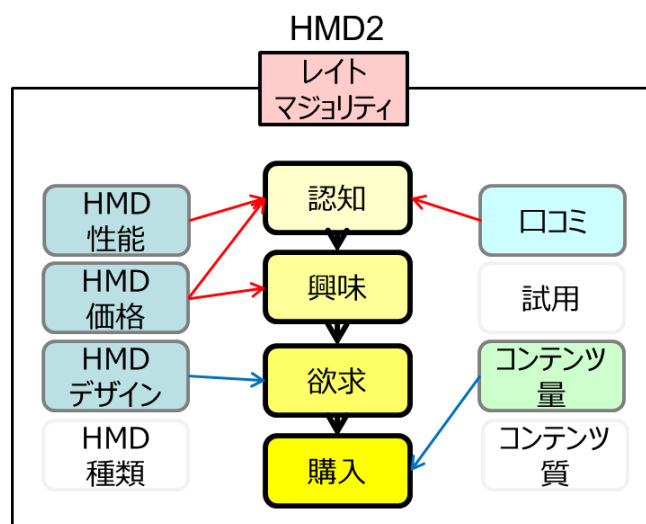 HMD2
レイト
マジョリティ
HMD
性能
HMD
価格
HMD
デザイン
HMD
種類
認知
興味
欲求
購入
口コミ
試用
コンテンツ
量
コンテンツ
質